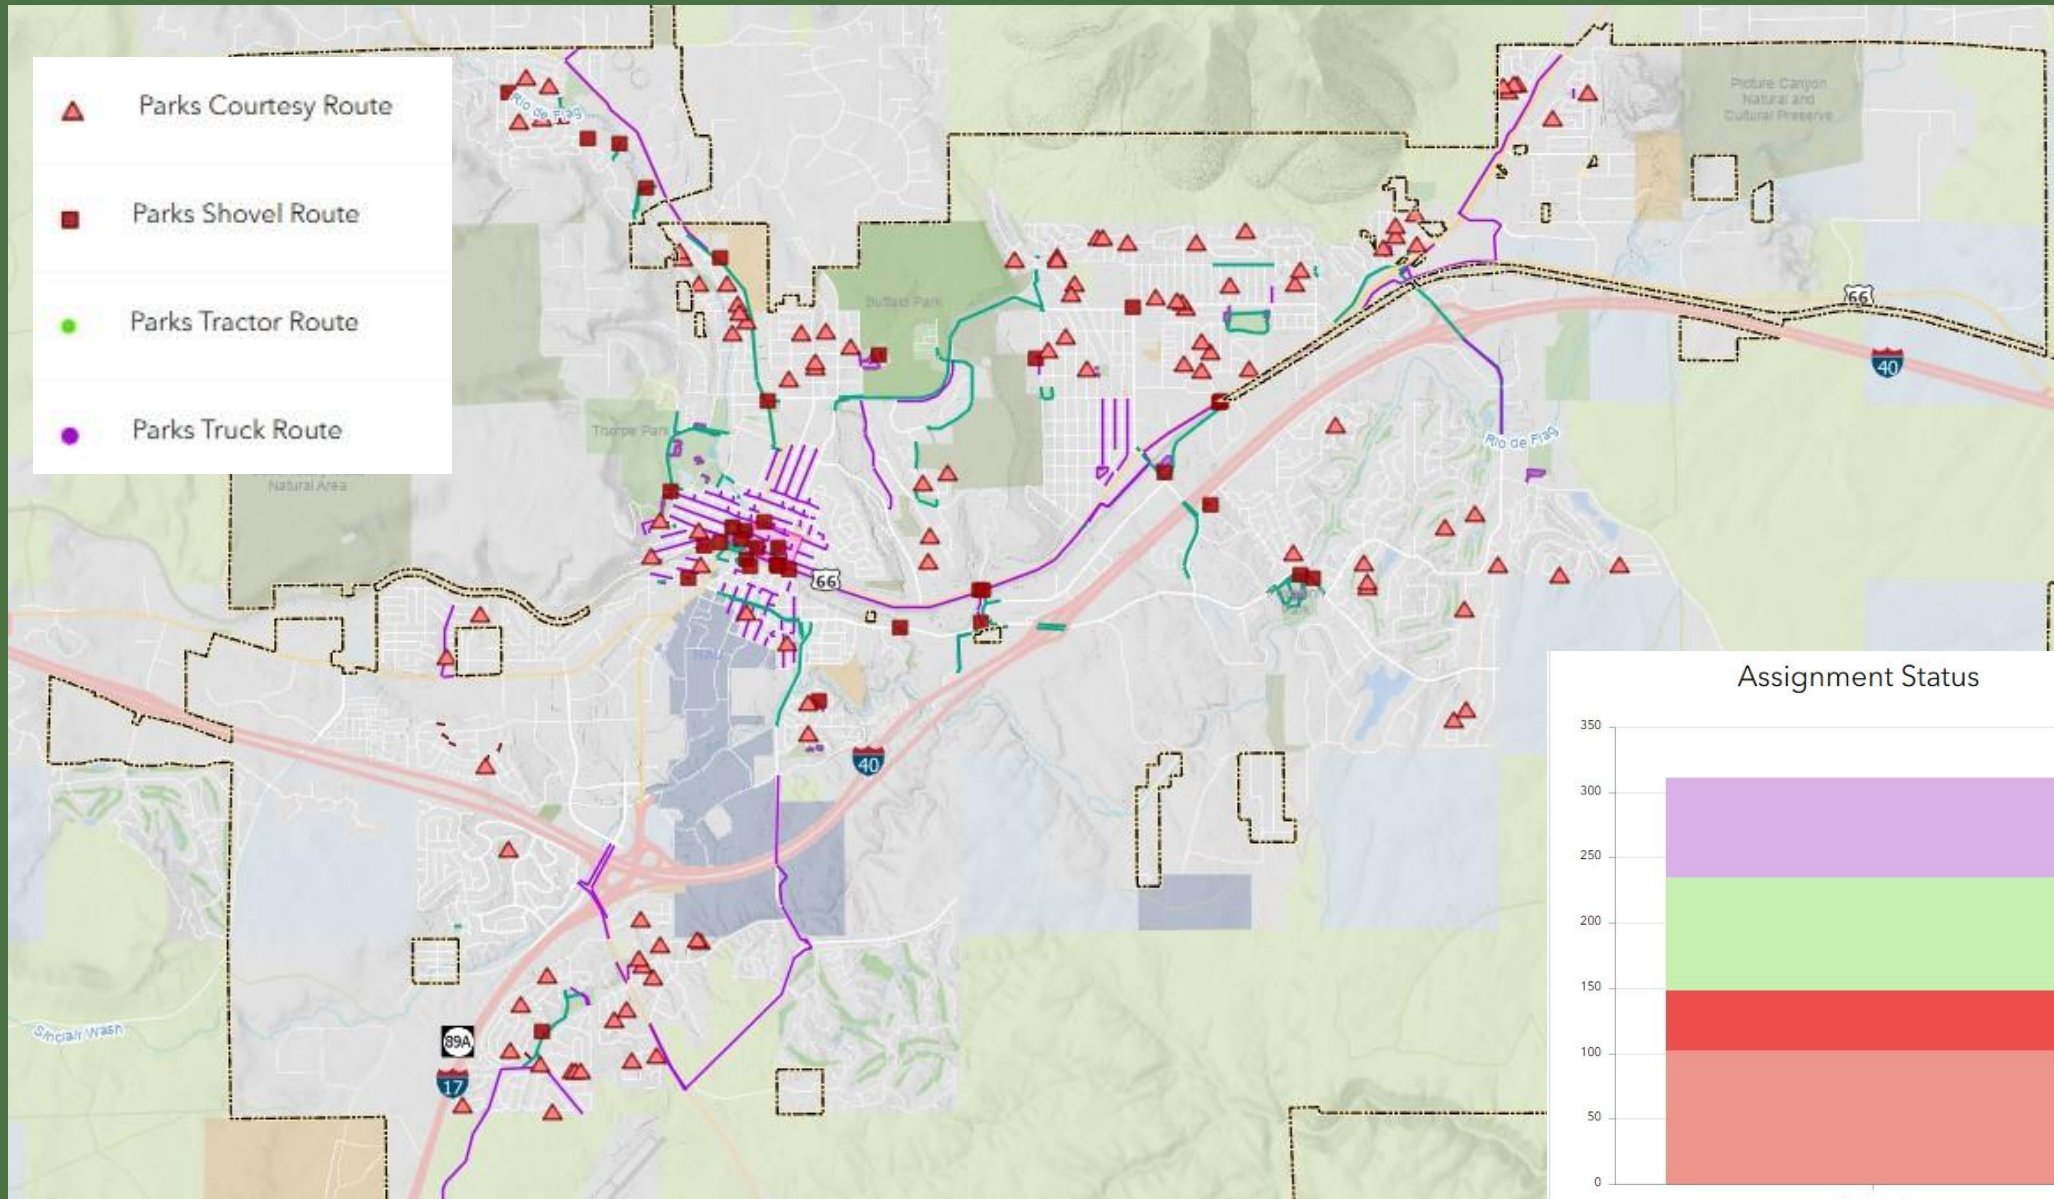 Parks Courtesy Route
Parks Shovel Route
Parks Tractor Route
Parks Truck Route
Rio de Flag
Picture Canyon
Natural and
Cultural Preserve
Buffalo Park
66
40
Thorpe Park
Rio de Flag
Natural Area
66
40
Sinclair Wash
89A
17
Assignment Status
350
300
250
200
150
100
50
0